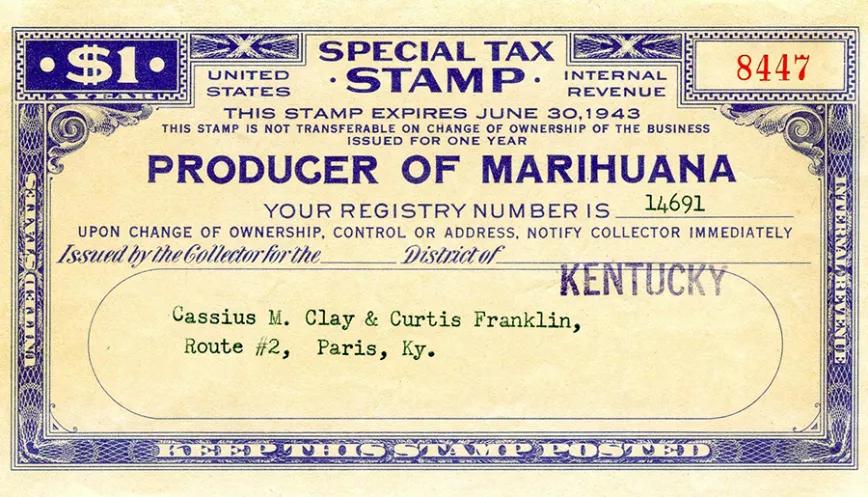 $1
A YEAR
SPECIAL TAX
STAMP
UNITED STATES
INTERNAL REVENUE
8447
THIS STAMP EXPIRES JUNE 30,1943
THIS STAMP IS NOT TRANSFERABLE ON CHANGE OF OWNERSHIP OF THE BUSINESS
ISSUED FOR ONE YEAR
PRODUCER OF MARIHUANA
YOUR REGISTRY NUMBER IS 14691
UPON CHANGE OF OWNERSHIP, CONTROL OR ADDRESS, NOTIFY COLLECTOR IMMEDIATELY
Issued by the Collector for the District of
KENTUCKY
Cassius M. Clay & Curtis Franklin,
Route #2, Paris, Ky.
UNITED STATES
INTERNAL REVENUE
KEEP THIS STAMP POSTED